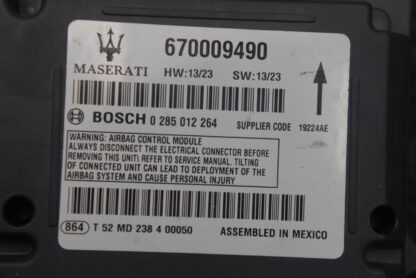 670009490
MASERATI HW:13/23 SW:13/23
BOSCH 0 285 012 264 SUPPLIER CODE 19224AE
WARNING: AIRBAG CONTROL MODULE
ALWAYS DISCONNECT THE ELECTRICAL CONNECTOR BEFORE
REMOVING THIS UNIT\ REFER TO SERVICE MANUAL. TILTING
OF CONNECTED UNIT CAN LEAD TO DEPLOYMENT OF THE
AIRBAG SYSTEM AND CAUSE PERSONAL INJURY
864 T 52 MD 238 4 00050 ASSEMBLED IN MEXICO